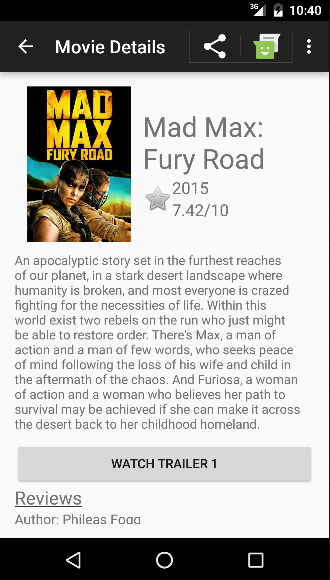 3G 10:40
Movie Details
MAD
MAX
FURY ROAD
Mad Max:
Fury Road
2015
7.42/10
An apocalyptic story set in the furthest reaches
of our planet, in a stark desert landscape where
humanity is broken, and most everyone is crazed
fighting for the necessities of life. Within this
world exist two rebels on the run who just might
be able to restore order. There's Max, a man of
action and a man of few words, who seeks peace
of mind following the loss of his wife and child in
the aftermath of the chaos. And Furiosa, a woman
of action and a woman who believes her path to
survival may be achieved if she can make it across
the desert back to her childhood homeland.
WATCH TRAILER 1
Reviews
Author: Phileas Fogg